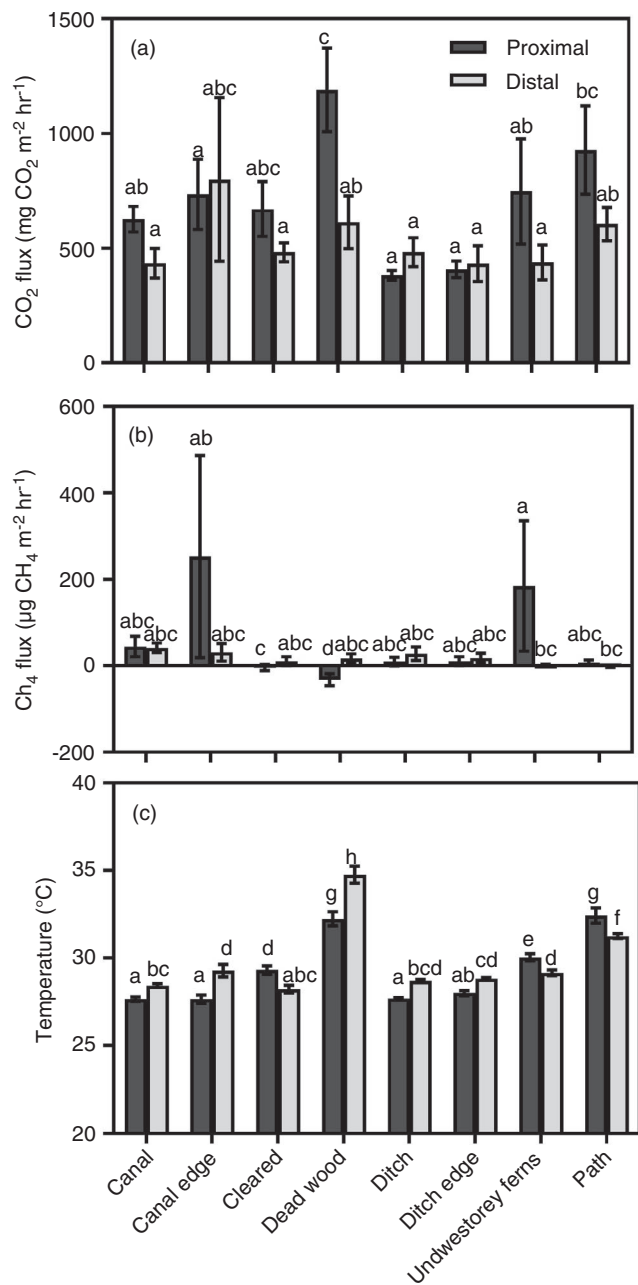 1500
(a)
c
Proximal
Distal
abc
bc
1000
a
abc
ab
ab
ab
ab
a
a
a
a
a
a
a
500
0
CO2 flux (mg CO2 m-2 hr-1)
600
(b)
ab
400
a
200
abc
abc
abc
c
abc
d
abc
abc
abc
abc
abc
bc
abc
bc
0
-200
Ch4 flux (µg CH4 m-2 hr-1)
40
(c)
h
35
g
g
f
30
a
bc
a
d
d
abc
a
bcd
ab
cd
e
d
25
20
Temperature (°C)
Canal
Canal edge
Cleared
Dead wood
Ditch
Ditch edge
Undwestorey ferns
Path